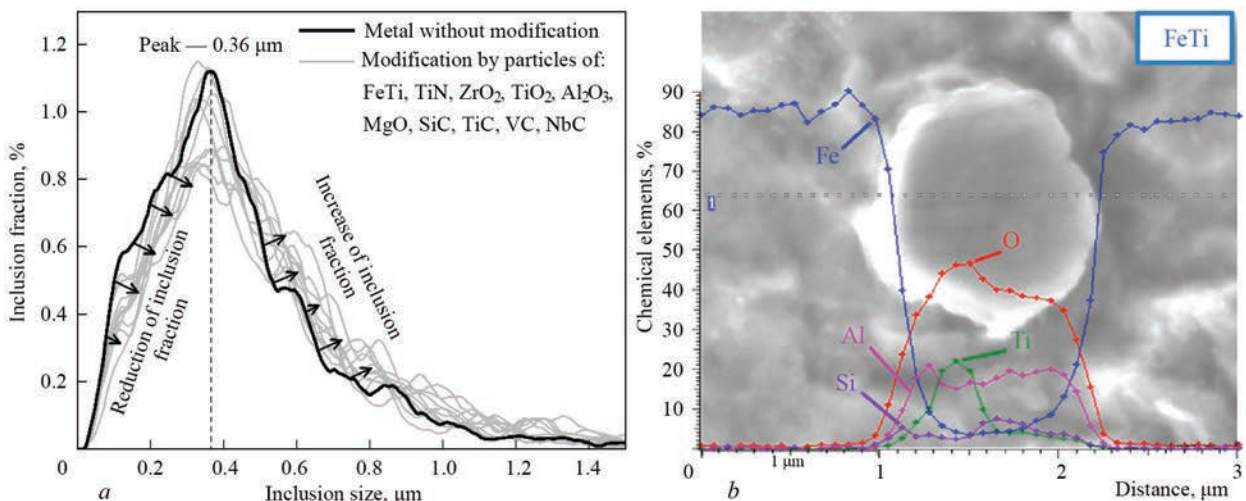 1.2
1.0
0.8
0.6
0.4
0.2
0
0.2
0.4
0.6
0.8
1.0
1.2
1.4
Inclusion fraction, %
Inclusion size, μm
a
Peak — 0.36 μm
Metal without modification
Modification by particles of:
FeTi, TiN, ZrO₂, TiO₂, Al₂O₃,
MgO, SiC, TiC, VC, NbC
Reduction of inclusion
fraction
Increase of inclusion
fraction
FeTi
90
80
70
60
50
40
30
20
10
0
1
2
3
Chemical elements, %
Distance, μm
b
Fe
O
Al
Ti
Si
1
1 μm